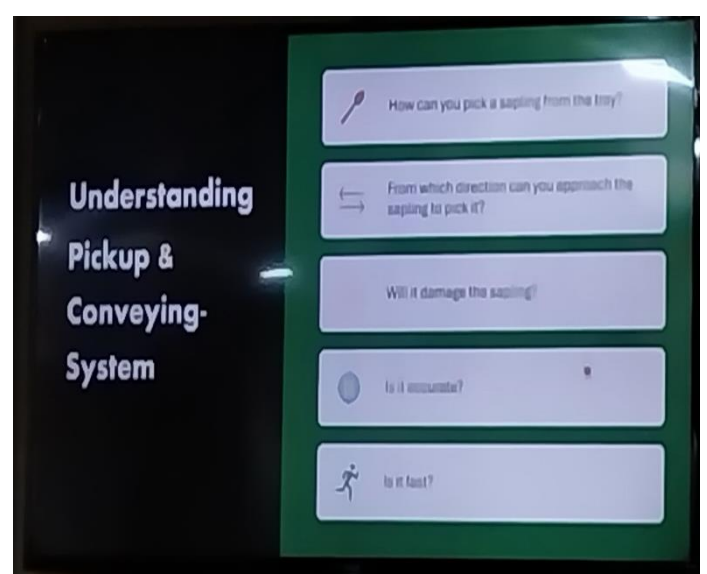 Understanding
Pickup &
Conveying-
System
How can you pick a sapling from the tray?
From which direction can you approach the
sapling to pick it?
Will it damage the sapling?
Is it accurate?
Is it fast?